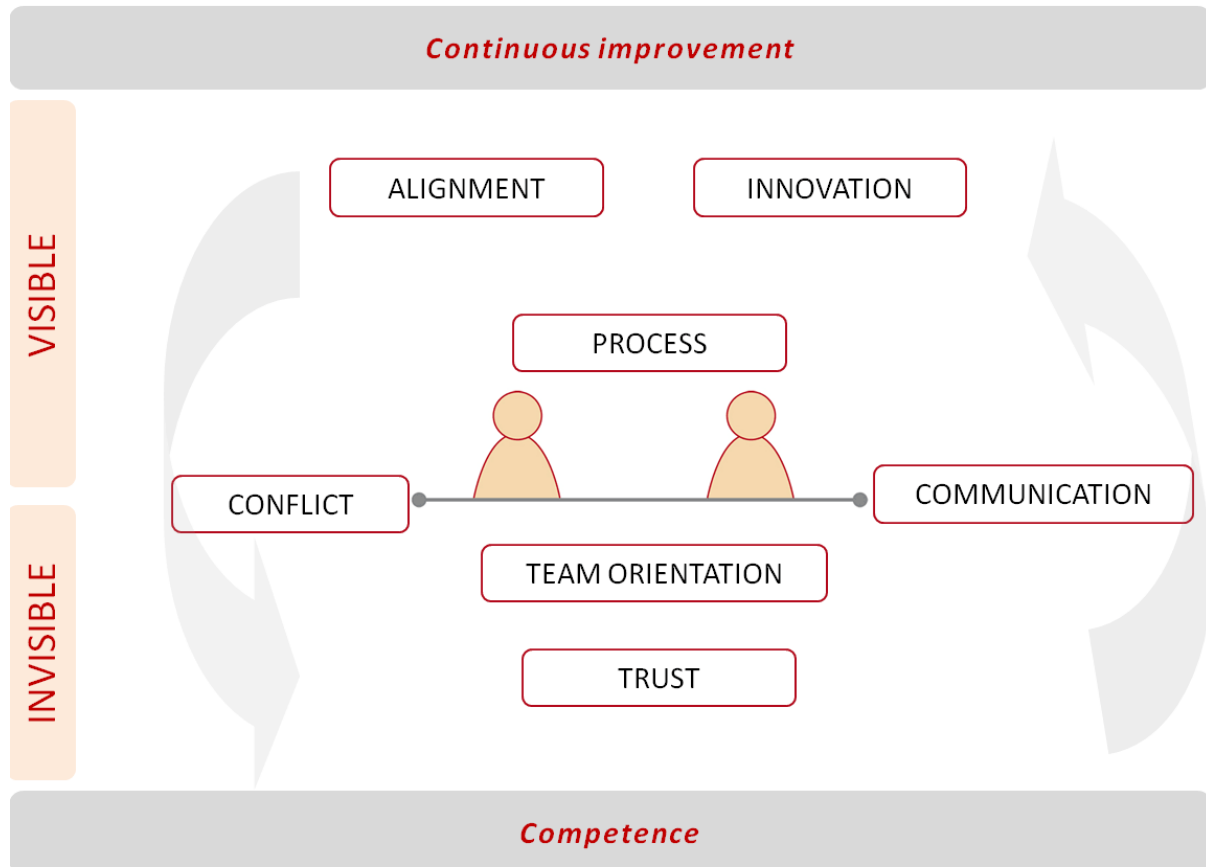 Continuous improvement
VISIBLE
ALIGNMENT
INNOVATION
PROCESS
CONFLICT
COMMUNICATION
INVISIBLE
TEAM ORIENTATION
TRUST
Competence